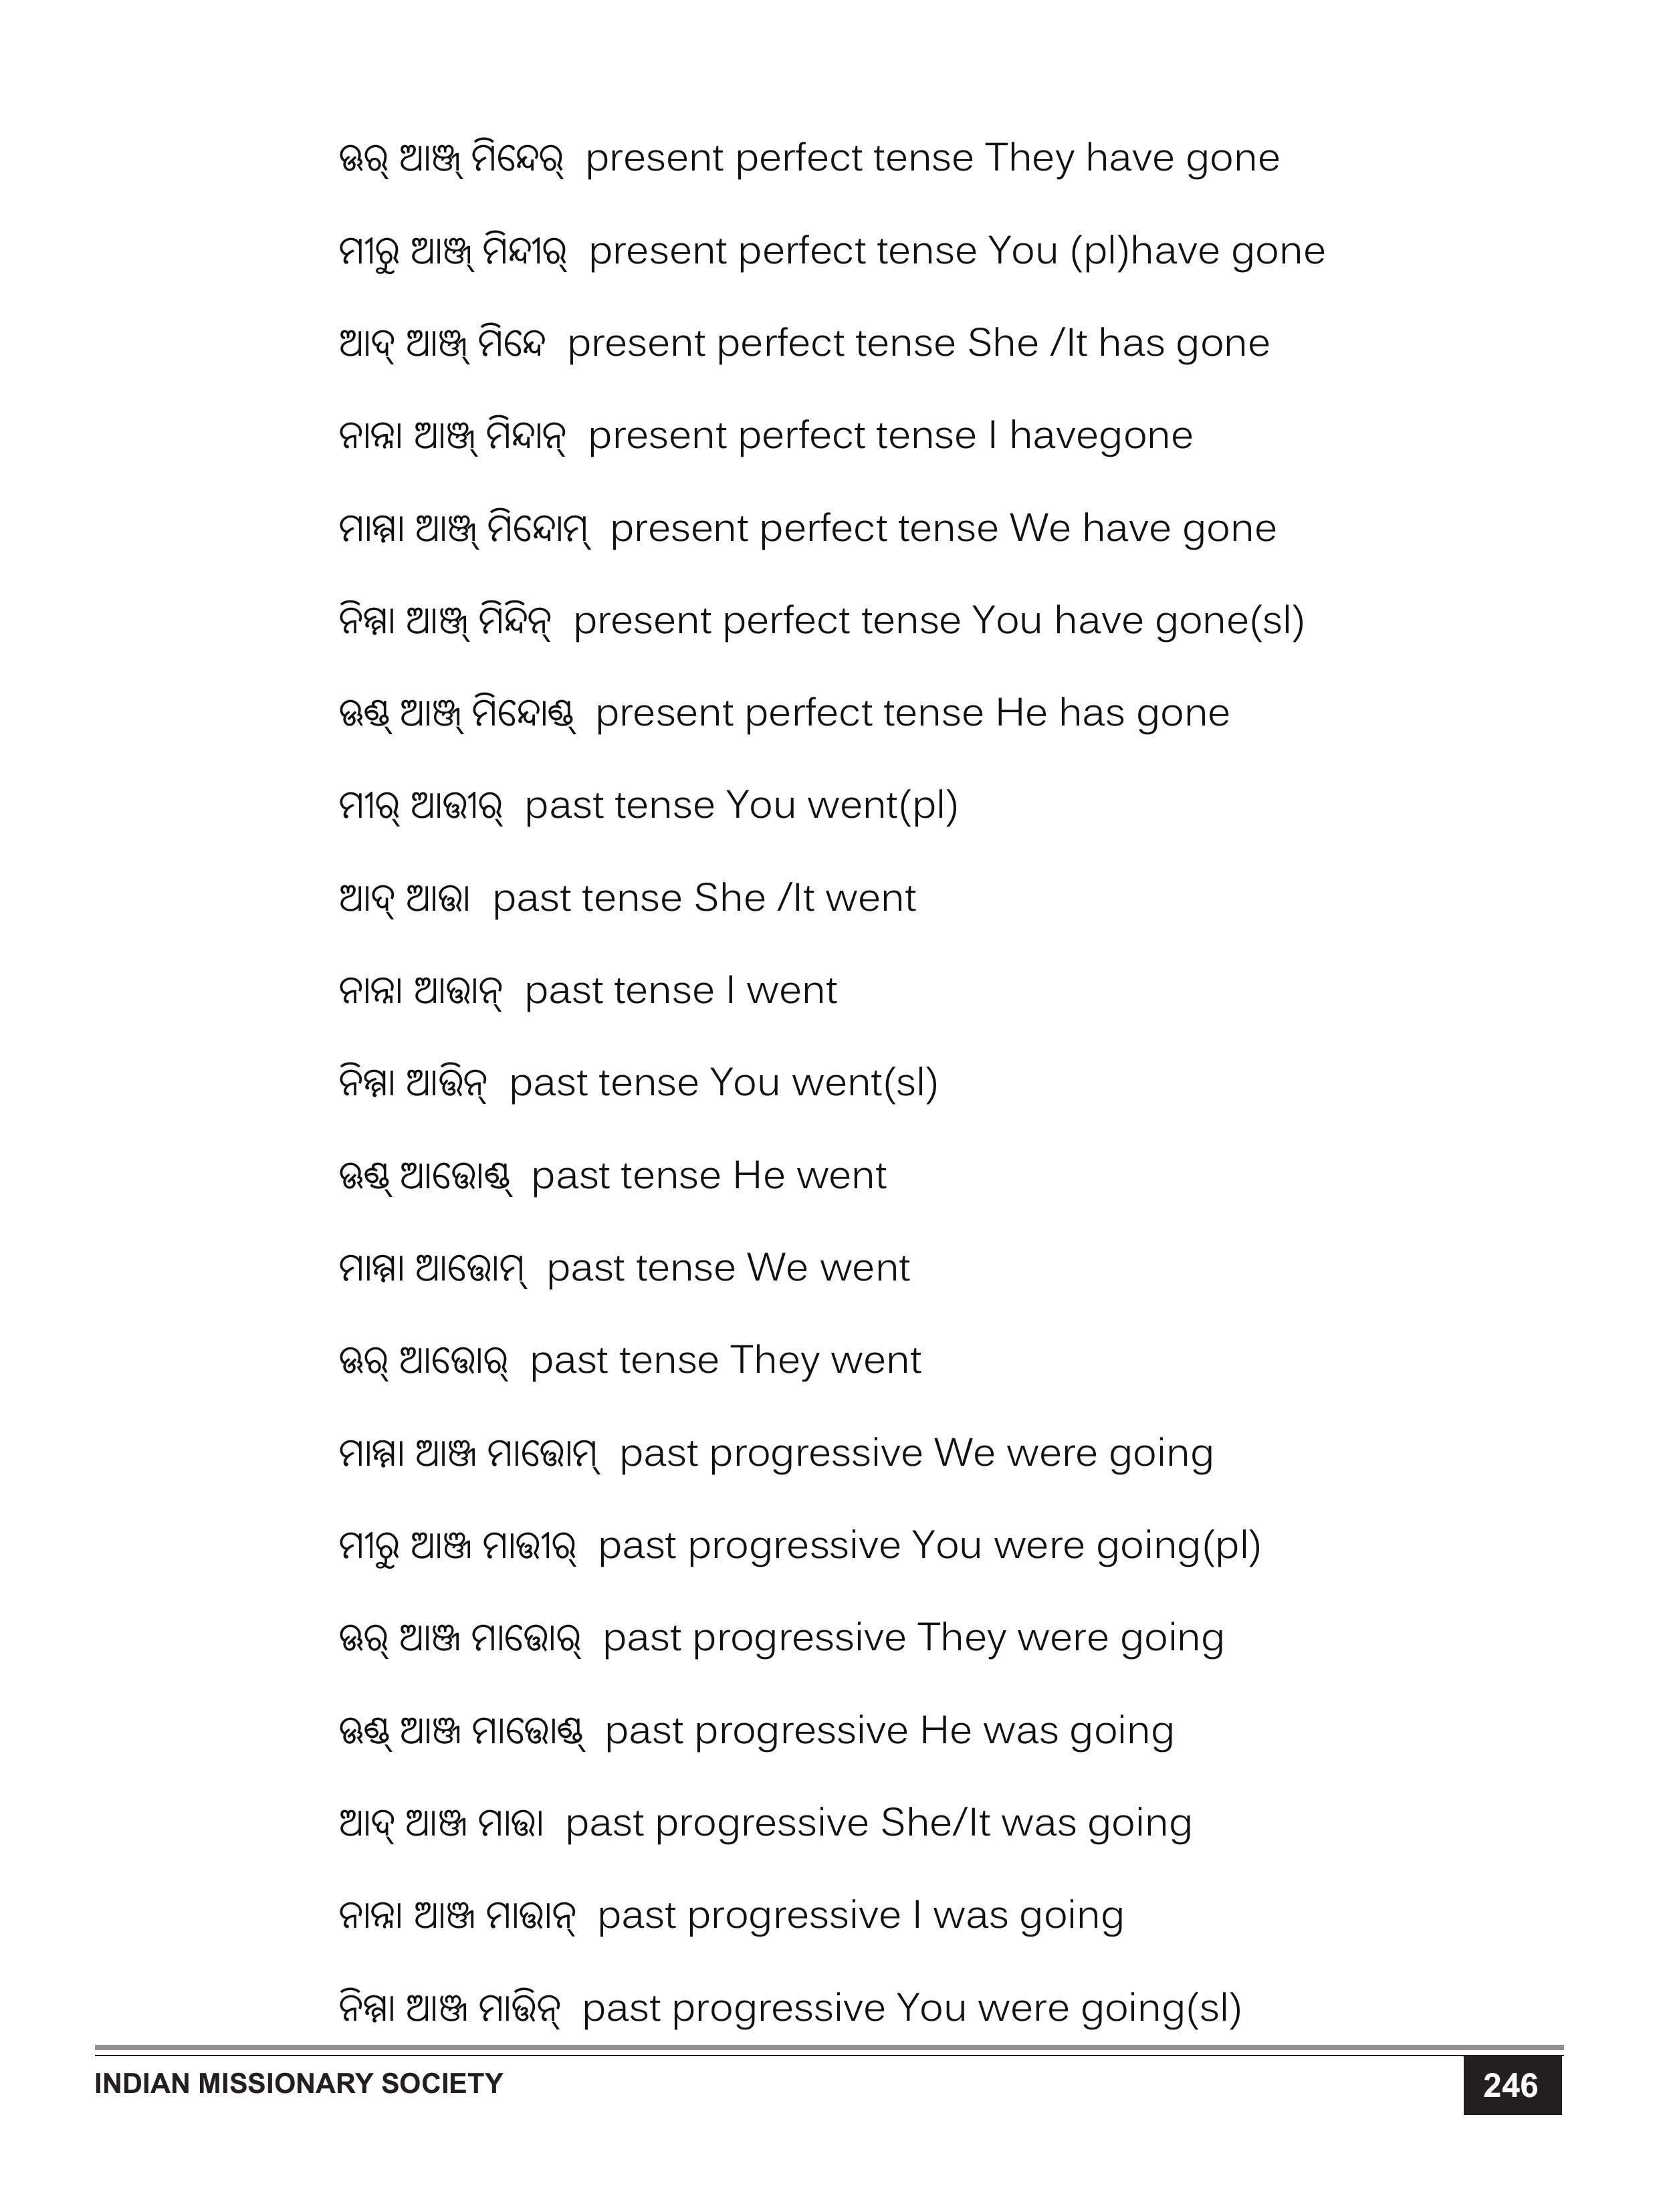 ଊର୍ ଆଞ୍ଜ୍ ମିନ୍ଦେର୍  present perfect tense They have gone
ମୀରୁ ଆଞ୍ଜ୍ ମିନ୍ଦୀର୍  present perfect tense You (pl)have gone
ଆଦ୍ ଆଞ୍ଜ୍ ମିନ୍ଦେ  present perfect tense She /It has gone
ନାନ୍ନା ଆଞ୍ଜ୍ ମିନ୍ଦାନ୍  present perfect tense I havegone
ମାମ୍ମା ଆଞ୍ଜ୍ ମିନ୍ଦୋମ୍  present perfect tense We have gone
ନିମ୍ମା ଆଞ୍ଜ୍ ମିନ୍ଦିନ୍  present perfect tense You have gone(sl)
ଊଣ୍ଡ୍ ଆଞ୍ଜ୍ ମିନ୍ଦୋଣ୍ଡ୍  present perfect tense He has gone
ମୀର୍ ଆତ୍ତୀର୍  past tense You went(pl)
ଆଦ୍ ଆତ୍ତା  past tense She /It went
ନାନ୍ନା ଆତ୍ତାନ୍  past tense I went
ନିମ୍ମା ଆତ୍ତିନ୍  past tense You went(sl)
ଊଣ୍ଡ୍ ଆତ୍ତୋଣ୍ଡ୍  past tense He went
ମାମ୍ମା ଆତ୍ତୋମ୍  past tense We went
ଊର୍ ଆତ୍ତୋର୍  past tense They went
ମାମ୍ମା ଆଞ୍ଜ ମାତ୍ତୋମ୍  past progressive We were going
ମୀରୁ ଆଞ୍ଜ ମାତ୍ତୀର୍  past progressive You were going(pl)
ଊର୍ ଆଞ୍ଜ ମାତ୍ତୋର୍  past progressive They were going
ଊଣ୍ଡ୍ ଆଞ୍ଜ ମାତ୍ତୋଣ୍ଡ୍  past progressive He was going
ଆଦ୍ ଆଞ୍ଜ ମାତ୍ତା  past progressive She/It was going
ନାନ୍ନା ଆଞ୍ଜ ମାତ୍ତାନ୍  past progressive I was going
ନିମ୍ମା ଆଞ୍ଜ ମାତ୍ତିନ୍  past progressive You were going(sl)
INDIAN MISSIONARY SOCIETY
246